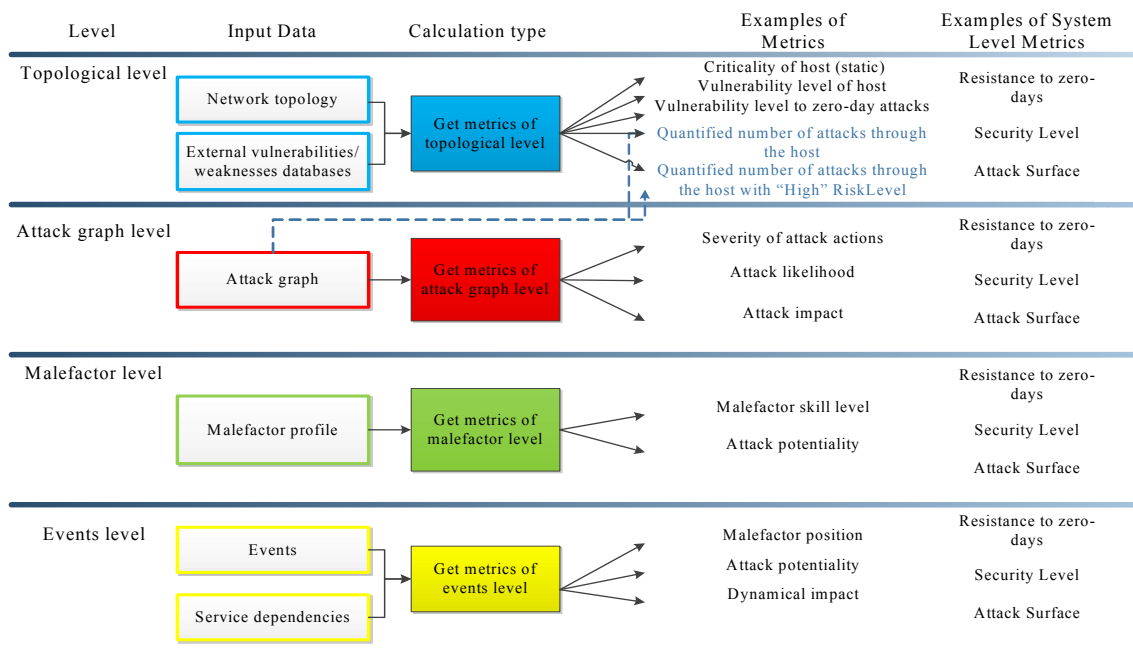 Level
Input Data
Calculation type
Examples of
Metrics
Examples of System
Level Metrics
Topological level
Network topology
External vulnerabilities/
weaknesses databases
Get metrics of
topological level
Criticality of host (static)
Vulnerability level of host
Vulnerability level to zero-day attacks
Quantified number of attacks through
the host
Quantified number of attacks through
the host with “High” RiskLevel
Resistance to zero-
days
Security Level
Attack Surface
Attack graph level
Attack graph
Get metrics of
attack graph level
Severity of attack actions
Attack likelihood
Attack impact
Resistance to zero-
days
Security Level
Attack Surface
Malefactor level
Malefactor profile
Get metrics of
malefactor level
Malefactor skill level
Attack potentiality
Resistance to zero-
days
Security Level
Attack Surface
Events level
Events
Service dependencies
Get metrics of
events level
Malefactor position
Attack potentiality
Dynamical impact
Resistance to zero-
days
Security Level
Attack Surface